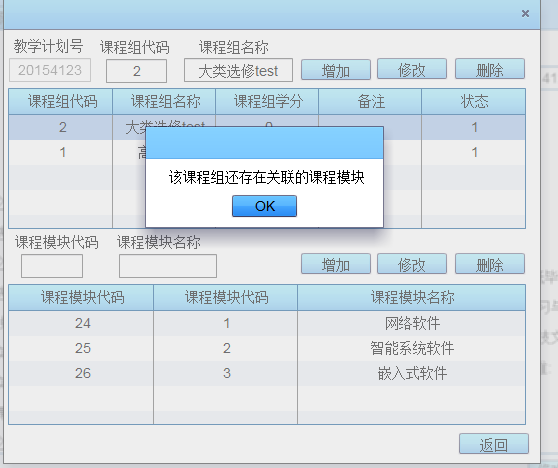 ×
教学计划号 课程组代码 课程组名称
20154123 2 大类选修test 增加 修改 删除
课程组代码 课程组名称 课程组学分 备注 状态
2 大类选修test 0 1
1 高 1
该课程组还存在关联的课程模块
OK
课程模块代码 课程模块名称
增加 修改 删除
课程模块代码 课程模块代码 课程模块名称
24 1 网络软件
25 2 智能系统软件
26 3 嵌入式软件
返回